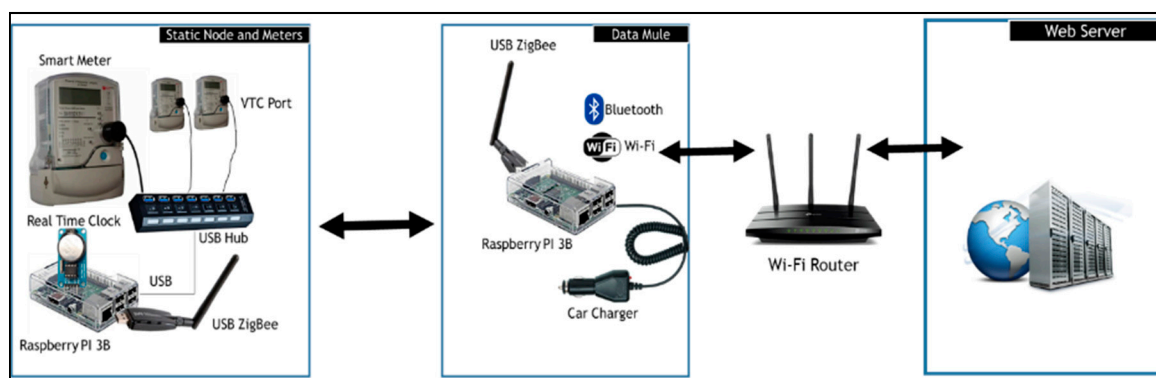 Static Node and Meters
Smart Meter
VTC Port
Real Time Clock
USB Hub
USB
USB ZigBee
Raspberry PI 3B
Data Mule
USB ZigBee
Bluetooth
WiFi Wi-Fi
Raspberry PI 3B
Car Charger
Wi-Fi Router
Web Server